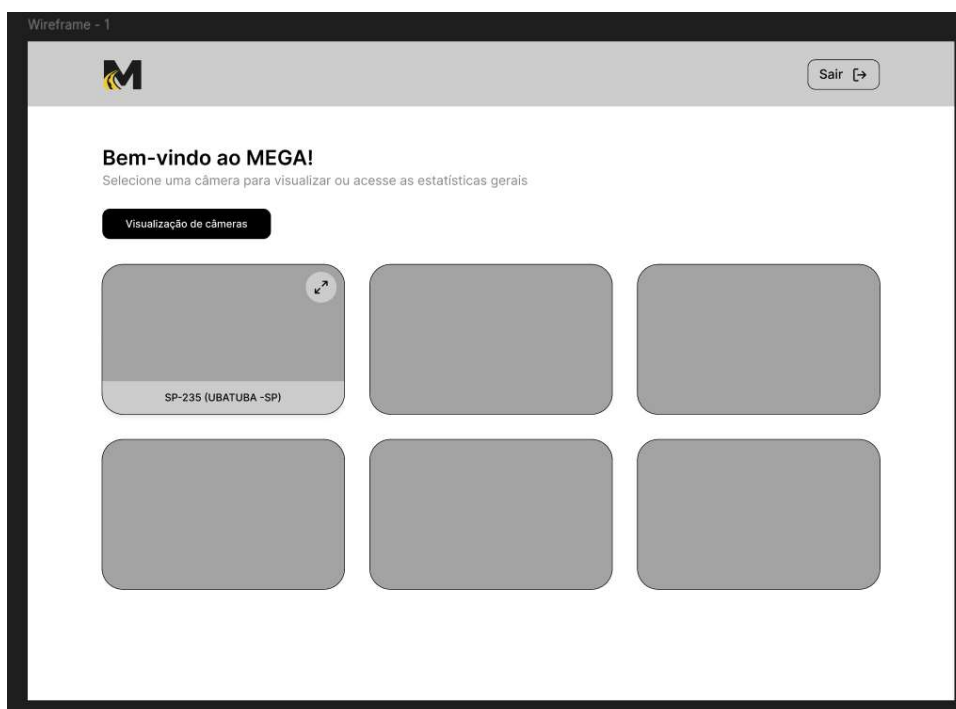 Wireframe - 1
M
Sair
Bem-vindo ao MEGA!
Selecione uma câmera para visualizar ou acesse as estatísticas gerais
Visualização de câmeras
SP-235 (UBATUBA -SP)